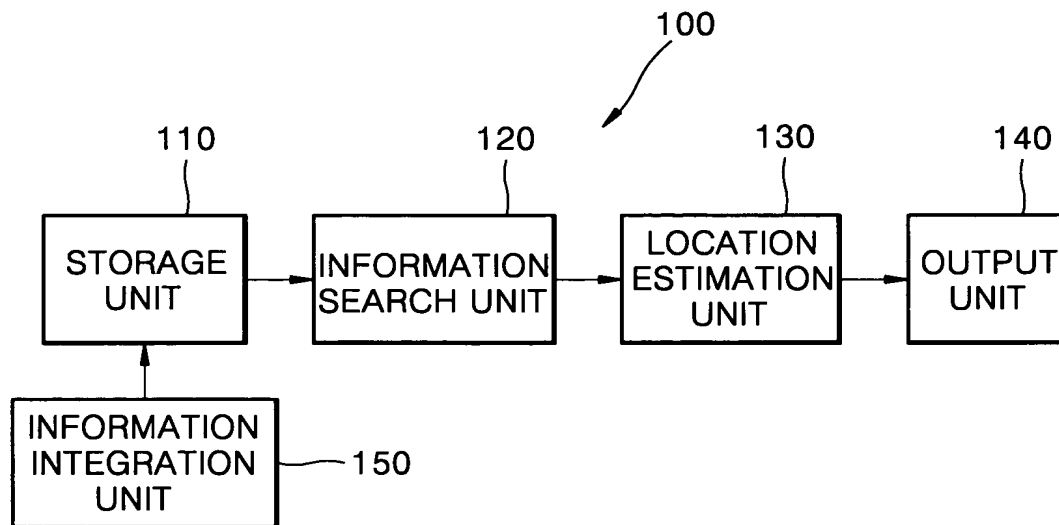 100
110
120
130
140
STORAGE
UNIT
INFORMATION
SEARCH UNIT
LOCATION
ESTIMATION
UNIT
OUTPUT
UNIT
INFORMATION
INTEGRATION
UNIT
150